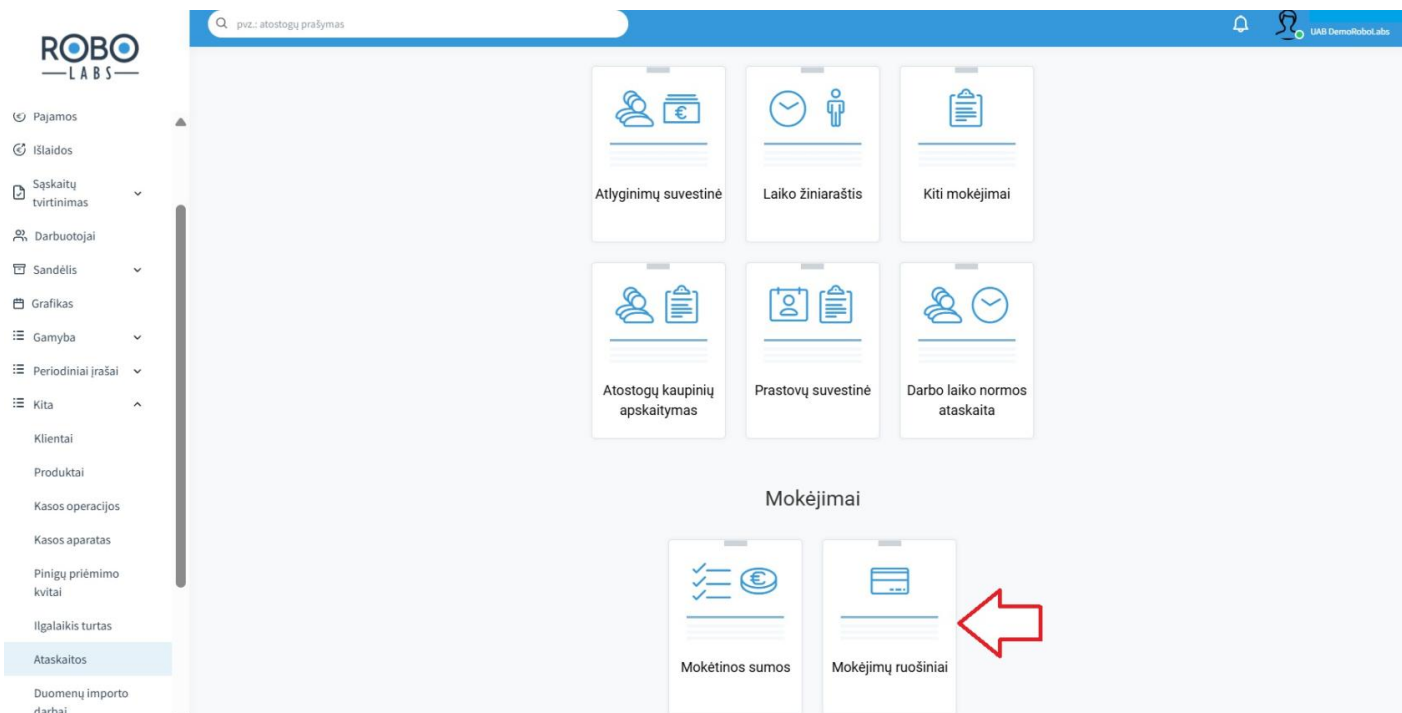 ROBO
LABS
pvz.: atostogų prašymas
UAB DemoRoboLabs
Pajamos
Išlaidos
Sąskaitų
tvirtinimas
Darbuotojai
Sandėlis
Grafikas
Gamyba
Periodiniai įrašai
Kita
Klientai
Produktai
Kasos operacijos
Kasos aparatas
Pinigų priėmimo
kvitai
Ilgalaikis turtas
Ataskaitos
Duomenų importo
darbai
Atlyginimų suvestinė
Laiko žiniaraštis
Kiti mokėjimai
Atostogų kaupinių
apskaitymas
Prastovų suvestinė
Darbo laiko normos
ataskaita
Mokėjimai
Mokėtinos sumos
Mokėjimų ruošiniai